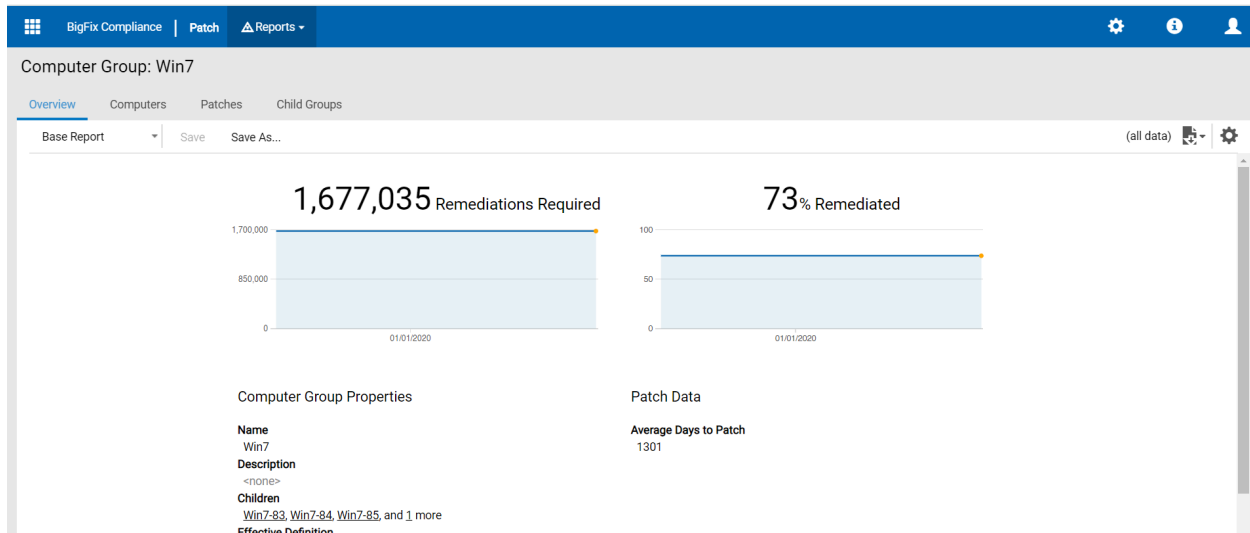 BigFix Compliance | Patch Reports
Computer Group: Win7
Overview Computers Patches Child Groups
Base Report Save Save As... (all data)
1,677,035 Remediations Required
1,700,000
850,000
0
01/01/2020
73% Remediated
100
50
0
01/01/2020
Computer Group Properties
Name
Win7
Description
<none>
Children
Win7-83, Win7-84, Win7-85, and 1 more
Effective Definition
Patch Data
Average Days to Patch
1301